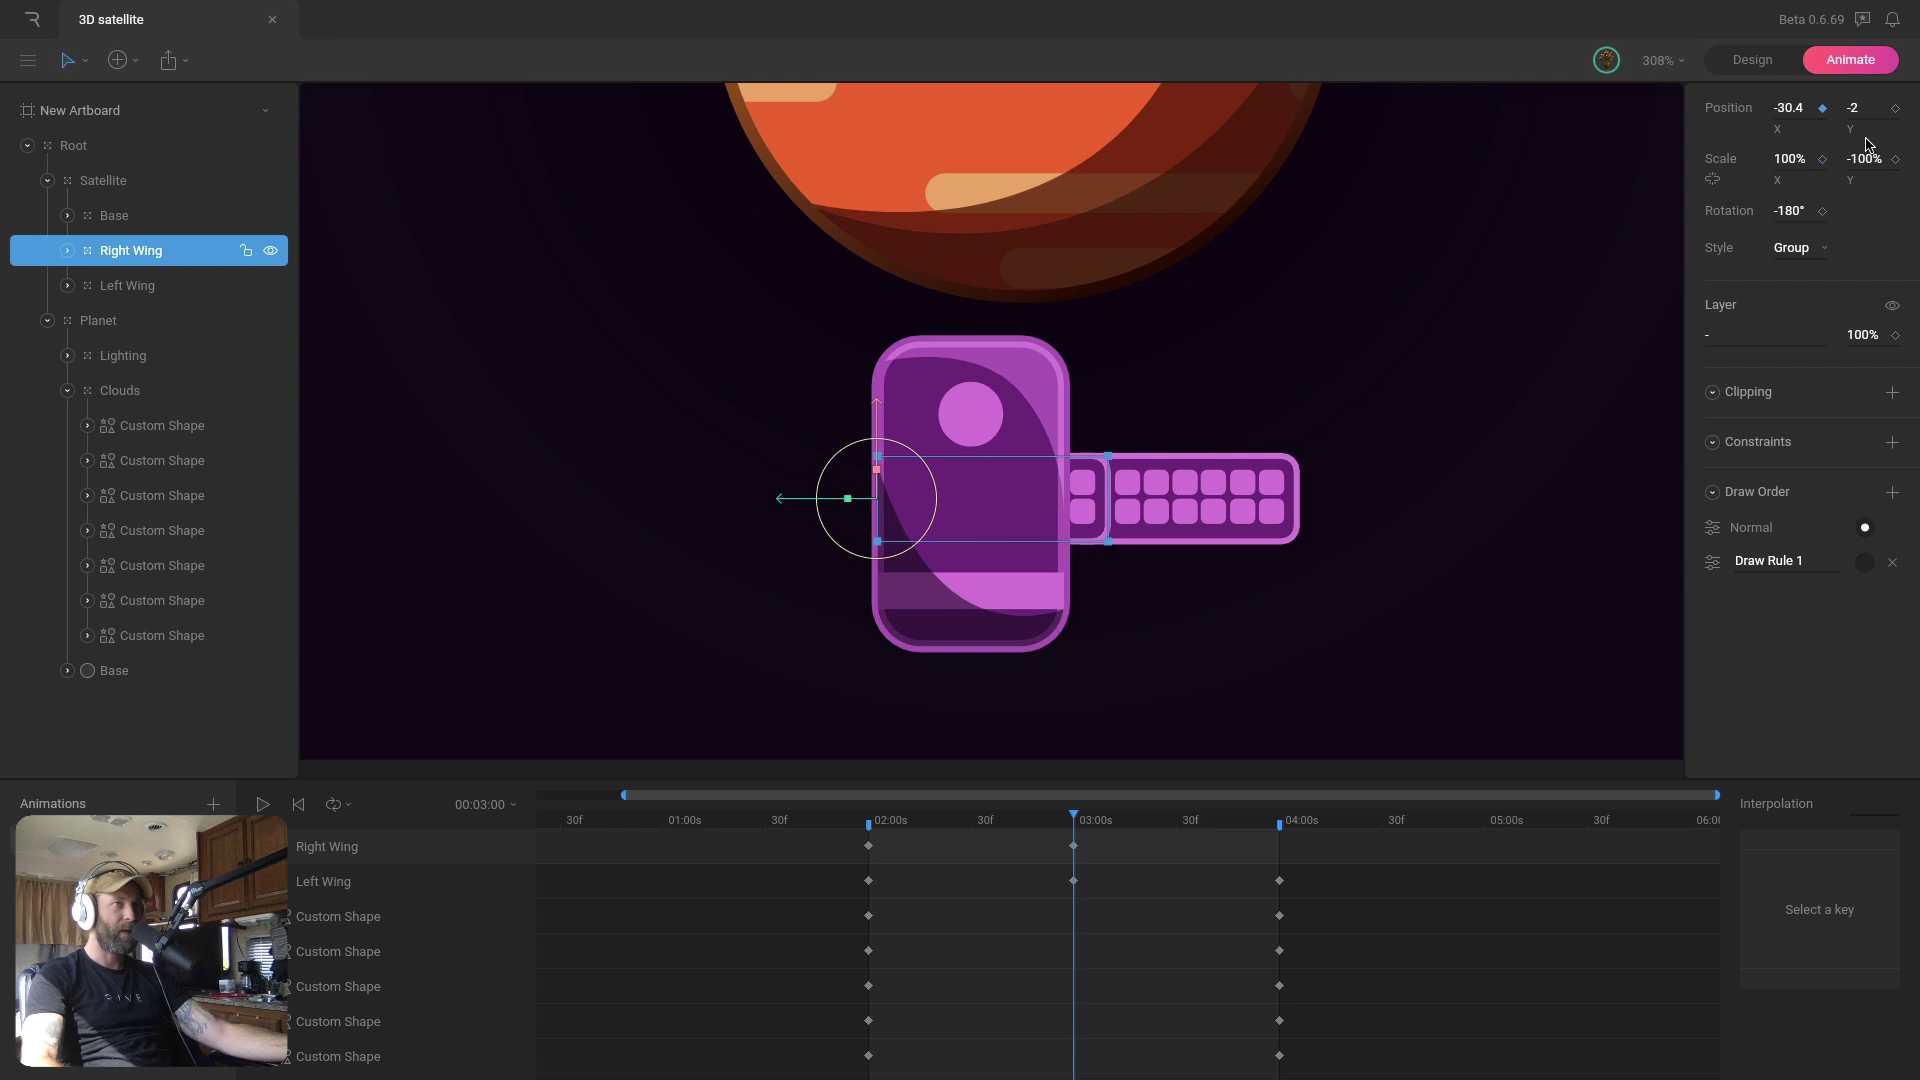 3D satellite
Beta 0.6.69
308%
Design
Animate
New Artboard
Root
Satellite
Base
Right Wing
Left Wing
Planet
Lighting
Clouds
Custom Shape
Custom Shape
Custom Shape
Custom Shape
Custom Shape
Custom Shape
Custom Shape
Base
Position
-30.4
-2
X
Y
Scale
100%
-100%
X
Y
Rotation
-180°
Style
Group
Layer
-
100%
Clipping
Constraints
Draw Order
Normal
Draw Rule 1
Animations
00:03:00
30f
01:00s
30f
02:00s
30f
03:00s
30f
04:00s
30f
05:00s
30f
Right Wing
Left Wing
Custom Shape
Custom Shape
Custom Shape
Custom Shape
Custom Shape
Interpolation
Select a key
RIVE